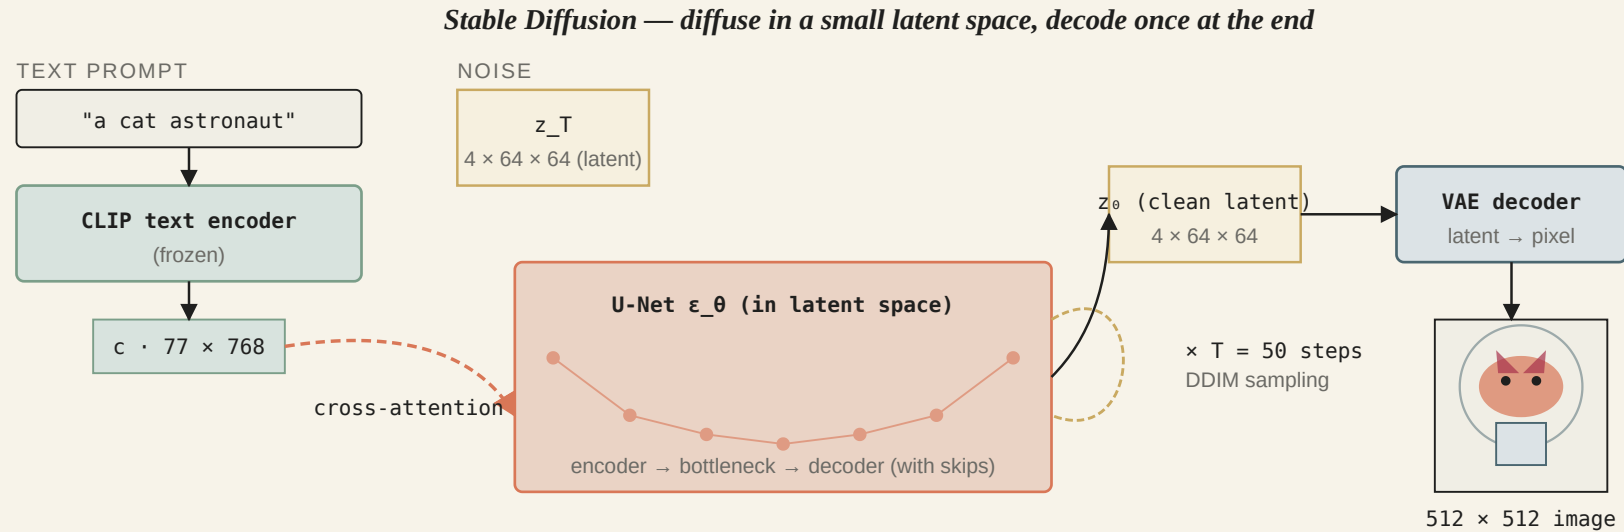 Stable Diffusion — diffuse in a small latent space, decode once at the end
TEXT PROMPT
"a cat astronaut"
CLIP text encoder
(frozen)
c · 77 × 768
cross-attention
NOISE
z_T
4 × 64 × 64 (latent)
U-Net ε_θ (in latent space)
encoder → bottleneck → decoder (with skips)
× T = 50 steps
DDIM sampling
z₀ (clean latent)
4 × 64 × 64
VAE decoder
latent → pixel
512 × 512 image